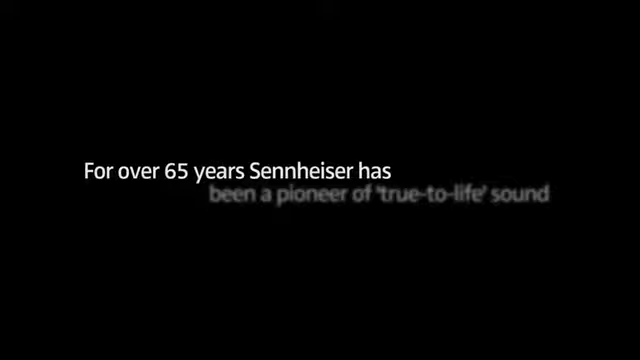 For over 65 years Sennheiser has
been a pioneer of 'true-to-life' sound